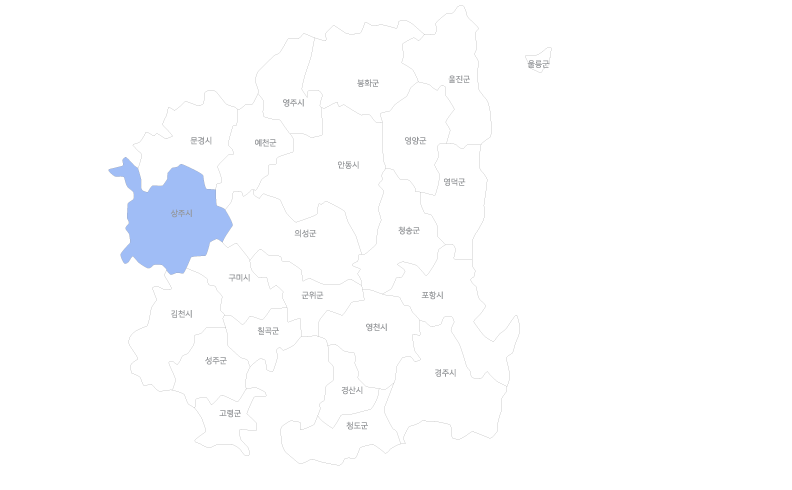 울릉군
울진군
봉화군
영주시
문경시
예천군
영양군
안동시
영덕군
상주시
의성군
청송군
구미시
군위군
포항시
김천시
칠곡군
영천시
성주군
경주시
경산시
고령군
청도군